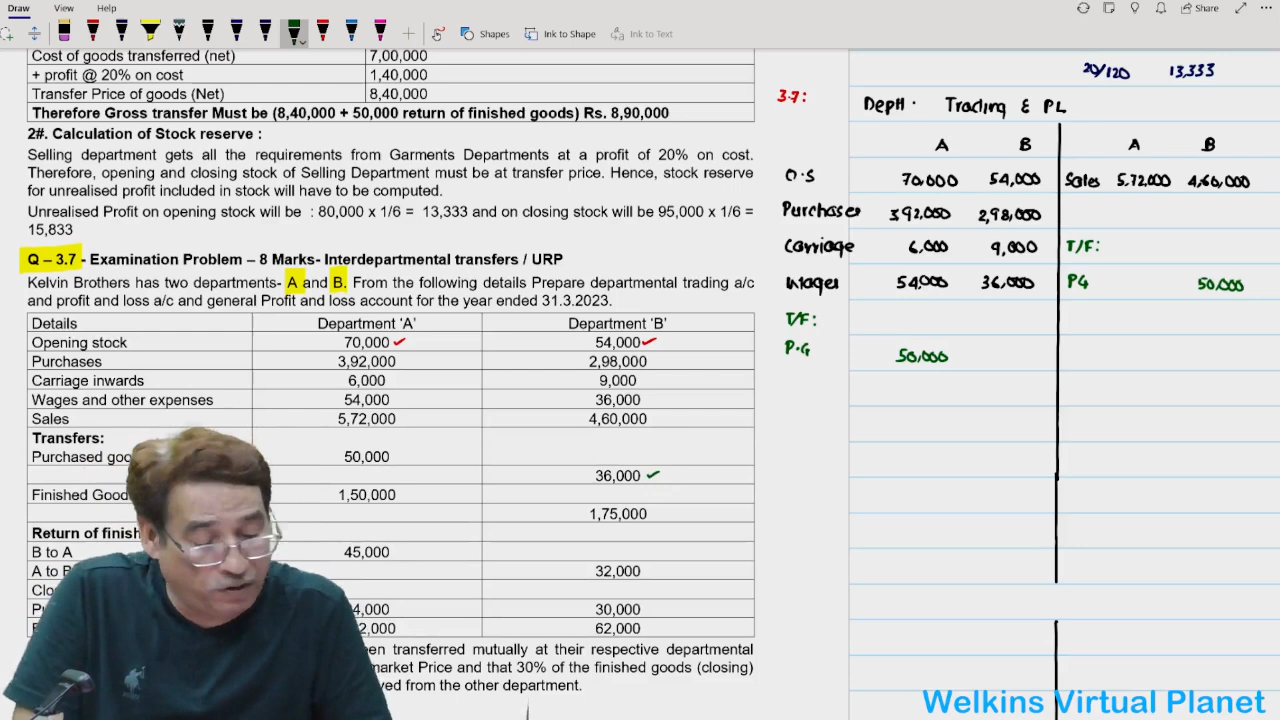 Draw View Help
Share
Shapes Ink to Shape Ink to Text
Cost of goods transferred (net) 7,00,000
+ profit @ 20% on cost 1,40,000
Transfer Price of goods (Net) 8,40,000
Therefore Gross transfer Must be (8,40,000 + 50,000 return of finished goods) Rs. 8,90,000
2#. Calculation of Stock reserve :
Selling department gets all the requirements from Garments Departments at a profit of 20% on cost.
Therefore, opening and closing stock of Selling Department must be at transfer price. Hence, stock reserve
for unrealised profit included in stock will have to be computed.
Unrealised Profit on opening stock will be : 80,000 x 1/6 = 13,333 and on closing stock will be 95,000 x 1/6 =
15,833
Q – 3.7 - Examination Problem – 8 Marks- Interdepartmental transfers / URP
Kelvin Brothers has two departments- A and B. From the following details Prepare departmental trading a/c
and profit and loss a/c and general Profit and loss account for the year ended 31.3.2023.
Details Department ‘A’ Department ‘B’
Opening stock 70,000 54,000
Purchases 3,92,000 2,98,000
Carriage inwards 6,000 9,000
Wages and other expenses 54,000 36,000
Sales 5,72,000 4,60,000
Transfers:
Purchased 50,000
36,000
Finished 1,50,000
1,75,000
Return of
B to A 45,000
A to 32,000
30,000
62,000
transferred mutually at their respective departmental
Price and that 30% of the finished goods (closing)
from the other department.
20/120 13,333
3.7: Deptt. Trading & PL
A B A B
O.S 70,000 54,000 Sales 5,72,000 4,60,000
Purchases 392,000 2,98,000
Carriage 6,000 9,000 T/F:
Wages 54,000 36,000 PG 50,000
T/F:
P.G 50,000
Welkins Virtual Planet